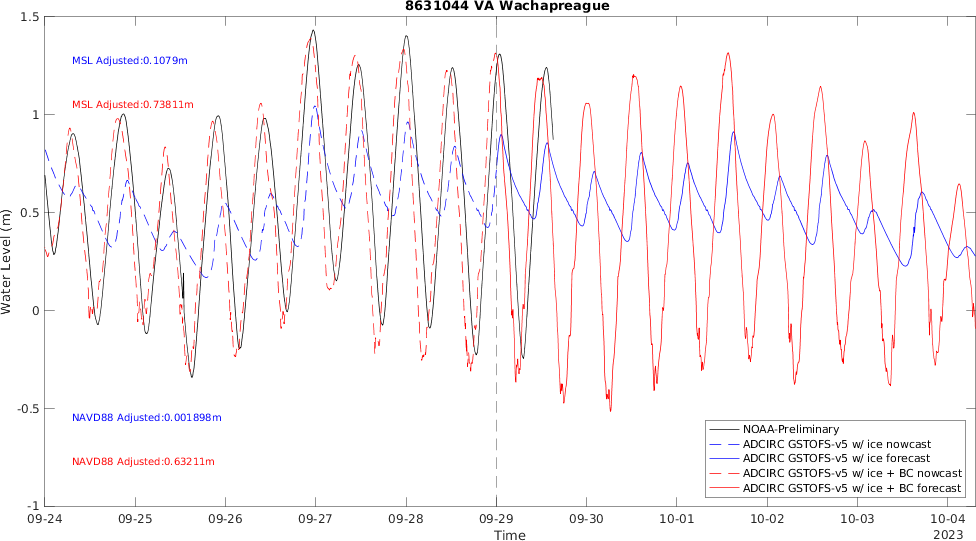 8631044 VA Wachapreague
1.5
1
0.5
0
-0.5
-1
Water Level (m)
MSL Adjusted:0.1079m
MSL Adjusted:0.73811m
NAVD88 Adjusted:0.001898m
NAVD88 Adjusted:0.63211m
NOAA-Preliminary
ADCIRC GSTOFS-v5 w/ ice nowcast
ADCIRC GSTOFS-v5 w/ ice forecast
ADCIRC GSTOFS-v5 w/ ice + BC nowcast
ADCIRC GSTOFS-v5 w/ ice + BC forecast
09-24 09-25 09-26 09-27 09-28 09-29 09-30 10-01 10-02 10-03 10-04
2023
Time